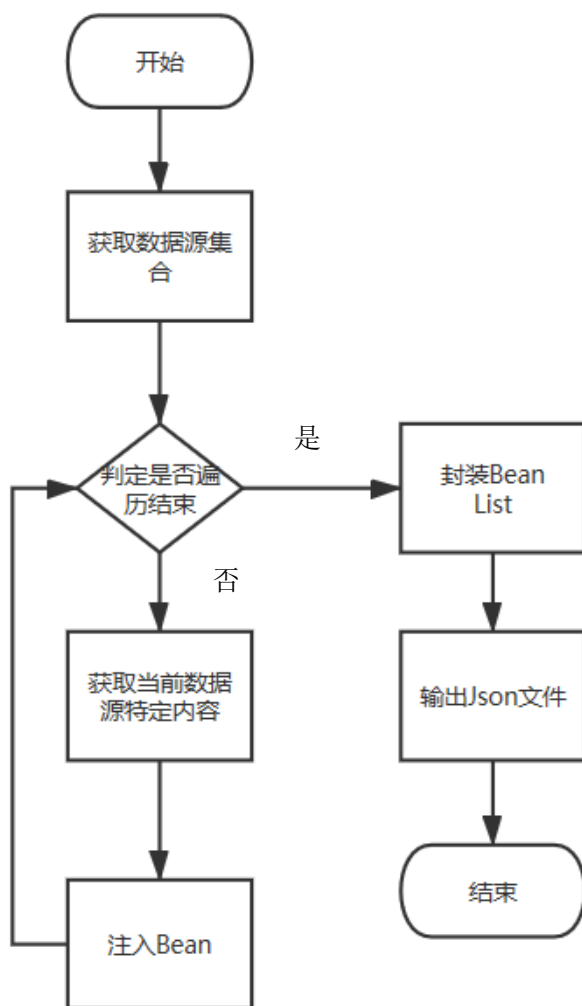 开始
获取数据源集
合
判定是否遍
历结束
是
否
封装Bean
List
获取当前数据
源特定内容
输出Json文件
注入Bean
结束